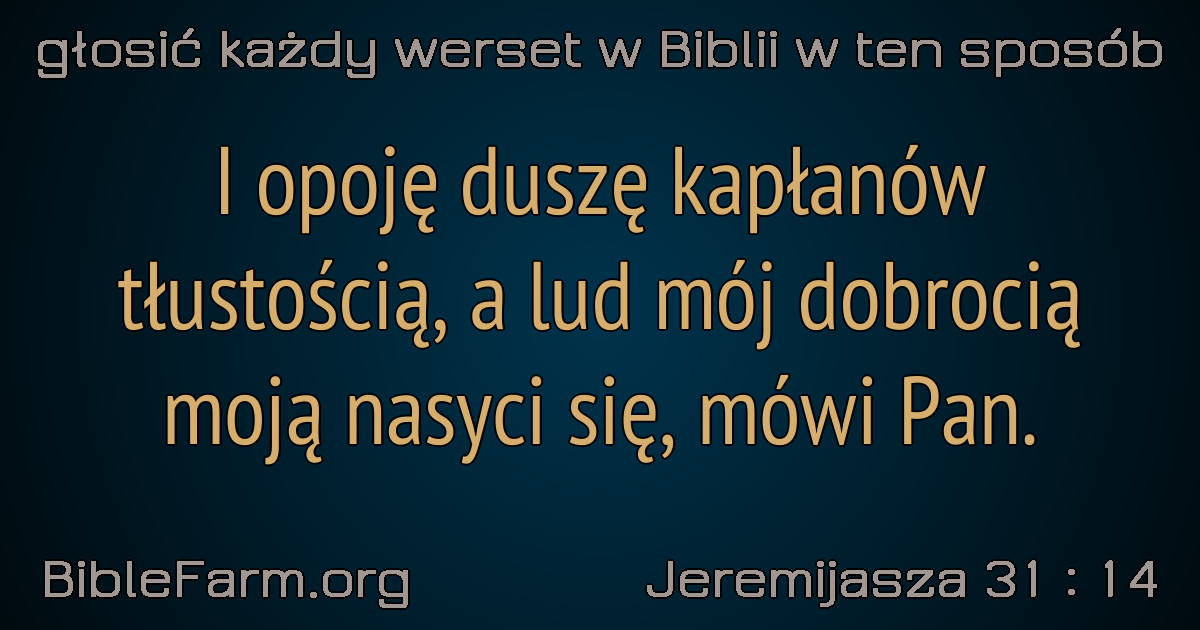 głosić każdy werset w Biblii w ten sposób
I opoję duszę kapłanów
tłustością, a lud mój dobrocią
moją nasyci się, mówi Pan.
BibleFarm.org
Jeremijasza 31 : 14